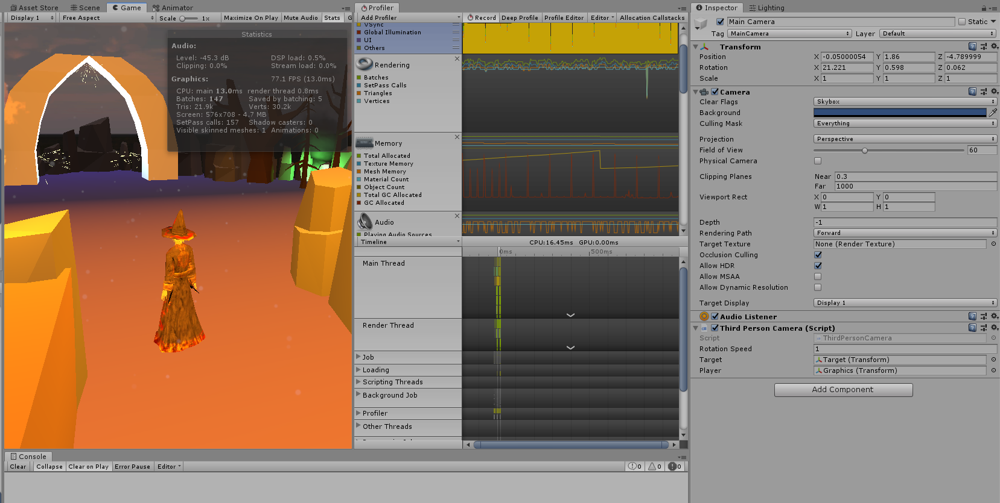 Asset Store Scene Game Animator
Display 1 Free Aspect Scale 1x Maximize On Play Mute Audio Stats G
Statistics
Audio:
Level: -45.3 dB DSP load: 0.5%
Clipping: 0.0% Stream load: 0.0%
Graphics: 77.1 FPS (13.0ms)
CPU: main 13.0ms render thread 0.8ms
Batches: 147 Saved by batching: 5
Tris: 21.9k Verts: 30.2k
Screen: 576x708 - 4.7 MB
SetPass calls: 157 Shadow casters: 0
Visible skinned meshes: 1 Animations: 0
Profiler
Add Profiler Record Deep Profile Profile Editor Editor Allocation Callstacks
VSync
Global Illumination
UI
Others
Rendering
Batches
SetPass Calls
Triangles
Vertices
Memory
Total Allocated
Texture Memory
Mesh Memory
Material Count
Object Count
Total GC Allocated
GC Allocated
Audio
Playing Audio Sources
Timeline CPU:16.45ms GPU:0.00ms
0ms 500ms
Main Thread
Render Thread
Job
Loading
Scripting Threads
Background Job
Profiler
Other Threads
Console
Clear Collapse Clear on Play Error Pause Editor 0 0 0
Inspector Lighting
Main Camera Static
Tag MainCamera Layer Default
Transform
Position X -0.05000054 Y 1.86 Z -4.789999
Rotation X 21.221 Y 0.598 Z 0.062
Scale X 1 Y 1 Z 1
Camera
Clear Flags Skybox
Background
Culling Mask Everything
Projection Perspective
Field of View 60
Physical Camera
Clipping Planes Near 0.3
Far 1000
Viewport Rect X 0 Y 0
W 1 H 1
Depth -1
Rendering Path Forward
Target Texture None (Render Texture)
Occlusion Culling
Allow HDR
Allow MSAA
Allow Dynamic Resolution
Target Display Display 1
Audio Listener
Third Person Camera (Script)
Script ThirdPersonCamera
Rotation Speed 1
Target Target (Transform)
Player Graphics (Transform)
Add Component